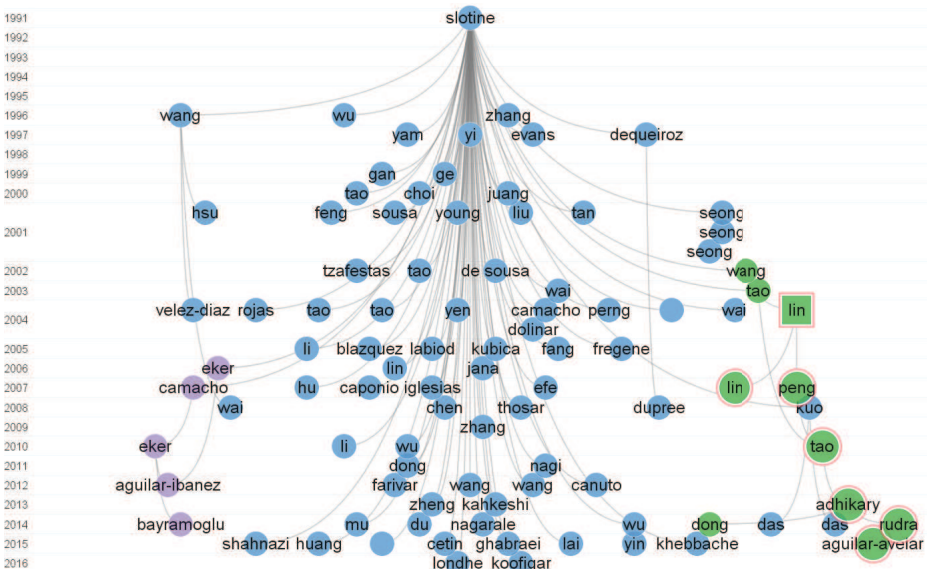 1991 slotine
1992
1993
1994
1995
1996 wang wu zhang
1997 yam yi evans dequeiroz
1998
1999 gan ge
2000 tao choi juang
hsu feng sousa young liu tan seong
2001 seong
seong
2002 tzafestas tao de sousa wang
2003 wai tao
velez-diaz rojas tao tao yen camacho perng wai lin
2004
dolinar
2005 li blazquez labiod kubica fang fregene
2006 eker lin jana
2007 camacho hu caponio iglesias efe lin peng
2008 wai chen thosar dupree kuo
2009 zhang
2010 eker li wu tao
2011 dong nagi
2012 aguilar-ibanez farivar wang wang canuto
2013 zheng kahkeshi adhikary
2014 bayramoglu mu du nagarale wu dong das das rudra
2015 shahnazi huang cetin ghabraei lai yin khebbache aguilar-avelar
2016 londhe koofigar